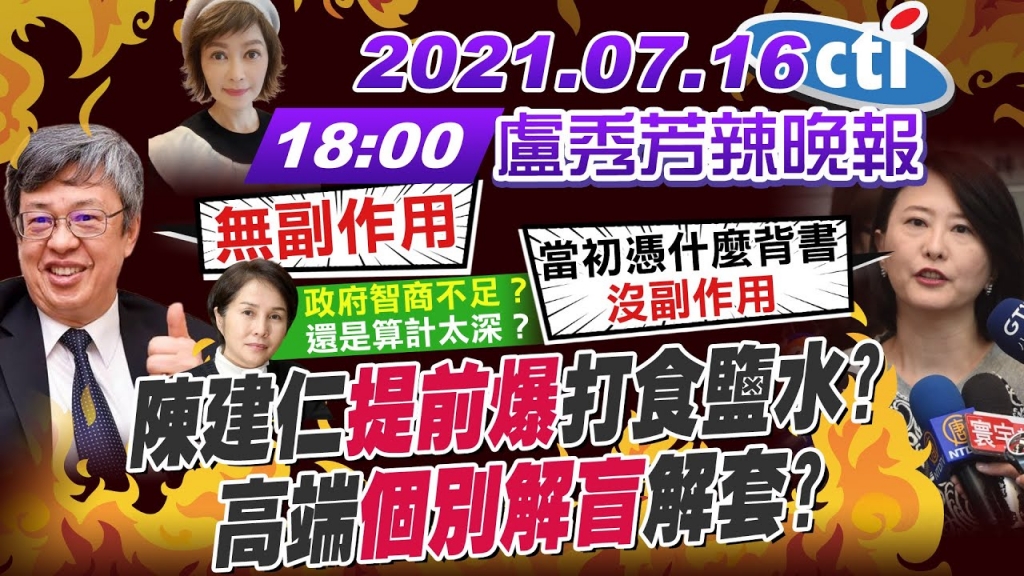 2021.07.16
cti
18:00
盧秀芳辣晚報
無副作用
當初憑什麼背書
沒副作用
政府智商不足？
還是算計太深？
陳建仁提前爆打食鹽水？
高端個別解盲解套？
寰宇